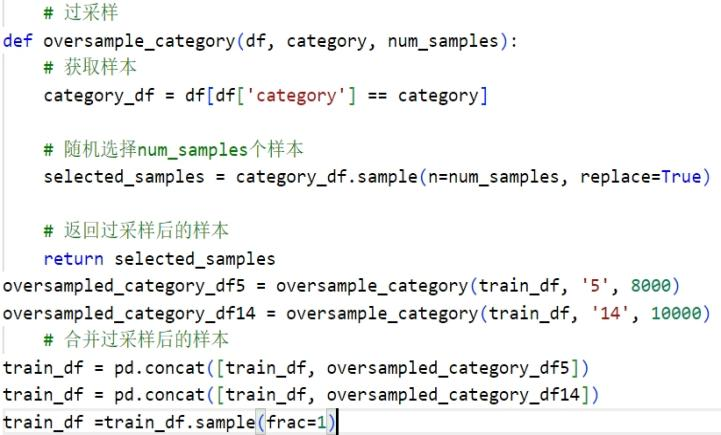 # 过采样
def oversample_category(df, category, num_samples):
# 获取样本
category_df = df[df['category'] == category]
# 随机选择num_samples个样本
selected_samples = category_df.sample(n=num_samples, replace=True)
# 返回过采样后的样本
return selected_samples
oversampled_category_df5 = oversample_category(train_df, '5', 8000)
oversampled_category_df14 = oversample_category(train_df, '14', 10000)
# 合并过采样后的样本
train_df = pd.concat([train_df, oversampled_category_df5])
train_df = pd.concat([train_df, oversampled_category_df14])
train_df =train_df.sample(frac=1)